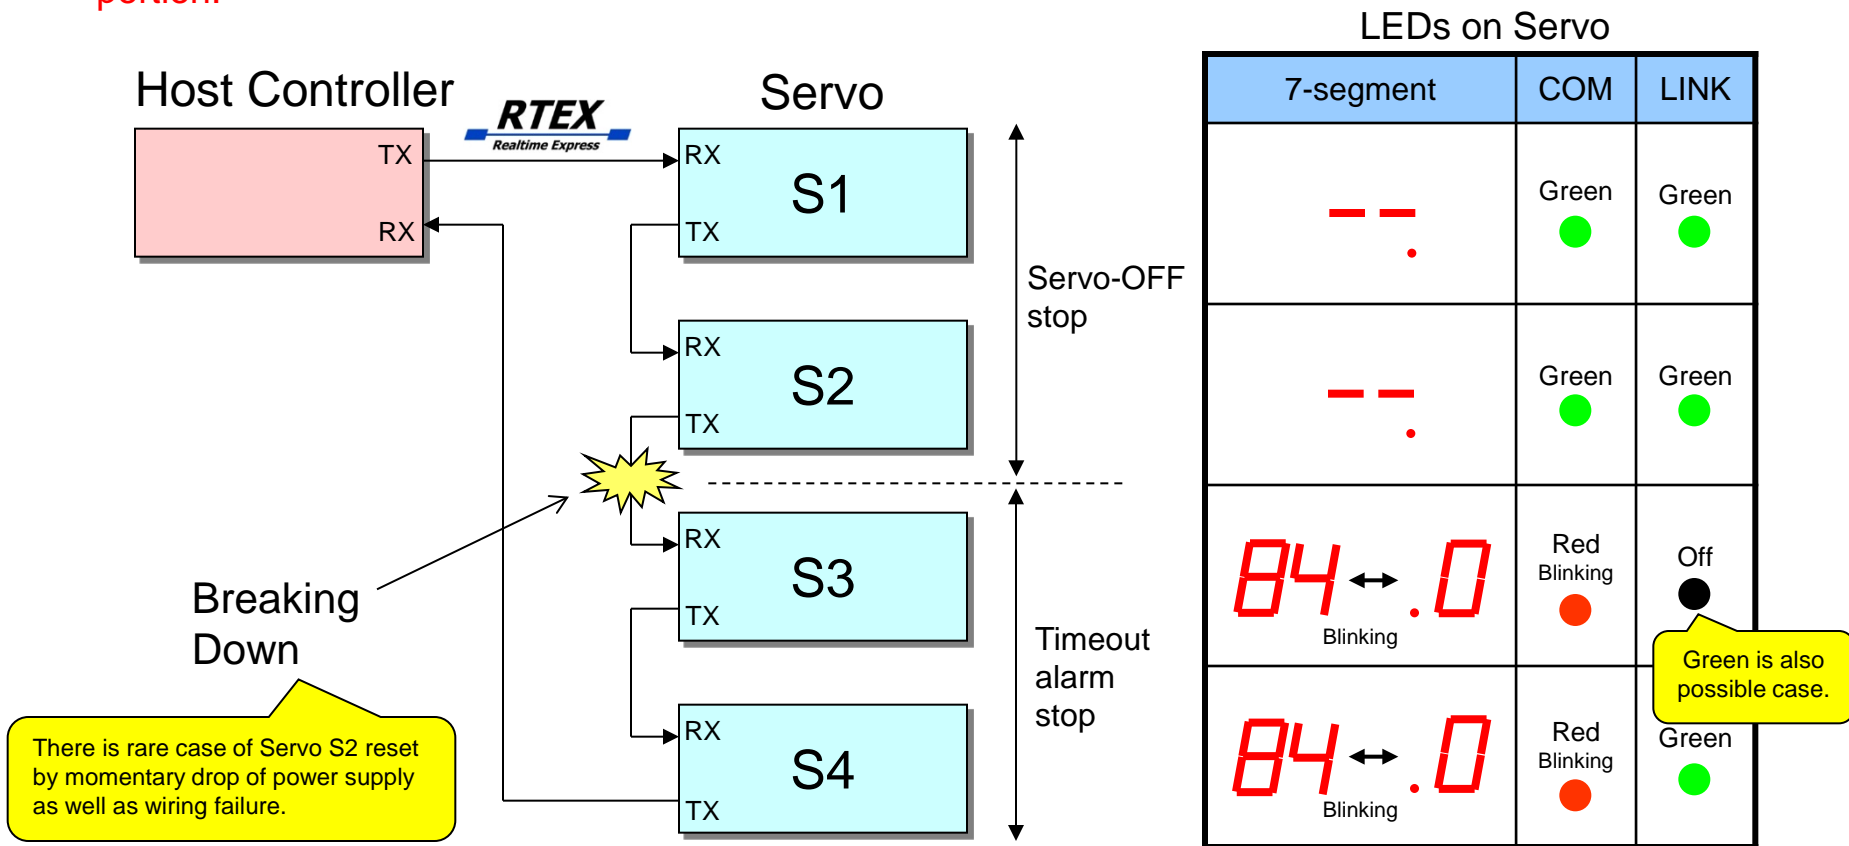 portion.
LEDs on Servo
Host Controller
RTEX
Realtime Express
Servo
7-segment
COM
LINK
TX
RX
RX
S1
TX
Green
Green
--.
Servo-OFF
stop
RX
S2
TX
Green
Green
--.
RX
S3
TX
84
.0
Blinking
Red
Blinking
Off
Green is also
possible case.
Breaking
Down
Timeout
alarm
stop
There is rare case of Servo S2 reset
by momentary drop of power supply
as well as wiring failure.
RX
S4
TX
84
.0
Blinking
Red
Blinking
Green